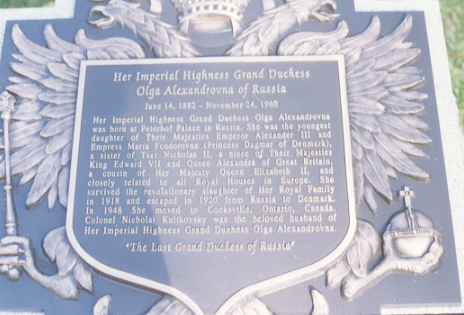 Her Imperial Highness Grand Duchess
Olga Alexandrovna of Russia
June 14, 1882 - November 24, 1960
Her Imperial Highness Grand Duchess Olga Alexandrovna
was born at Peterhof Palace in Russia. She was the youngest
daughter of Their Majesties Emperor Alexander III and
Empress Maria Feodorovna (Princess Dagmar of Denmark),
a sister of Tsar Nicholas II, a niece of Their Majesties
King Edward VII and Queen Alexandra of Great Britain,
a cousin of Her Majesty Queen Elizabeth II, and
closely related to all Royal Houses in Europe. She
survived the revolutionary slaughter of Her Royal Family
in 1918 and escaped in 1920 from Russia to Denmark.
In 1948 She moved to Cooksville, Ontario, Canada.
Colonel Nicholai Kulikovsky was the beloved husband of
Her Imperial Highness Grand Duchess Olga Alexandrovna.
"The Last Grand Duchess of Russia"